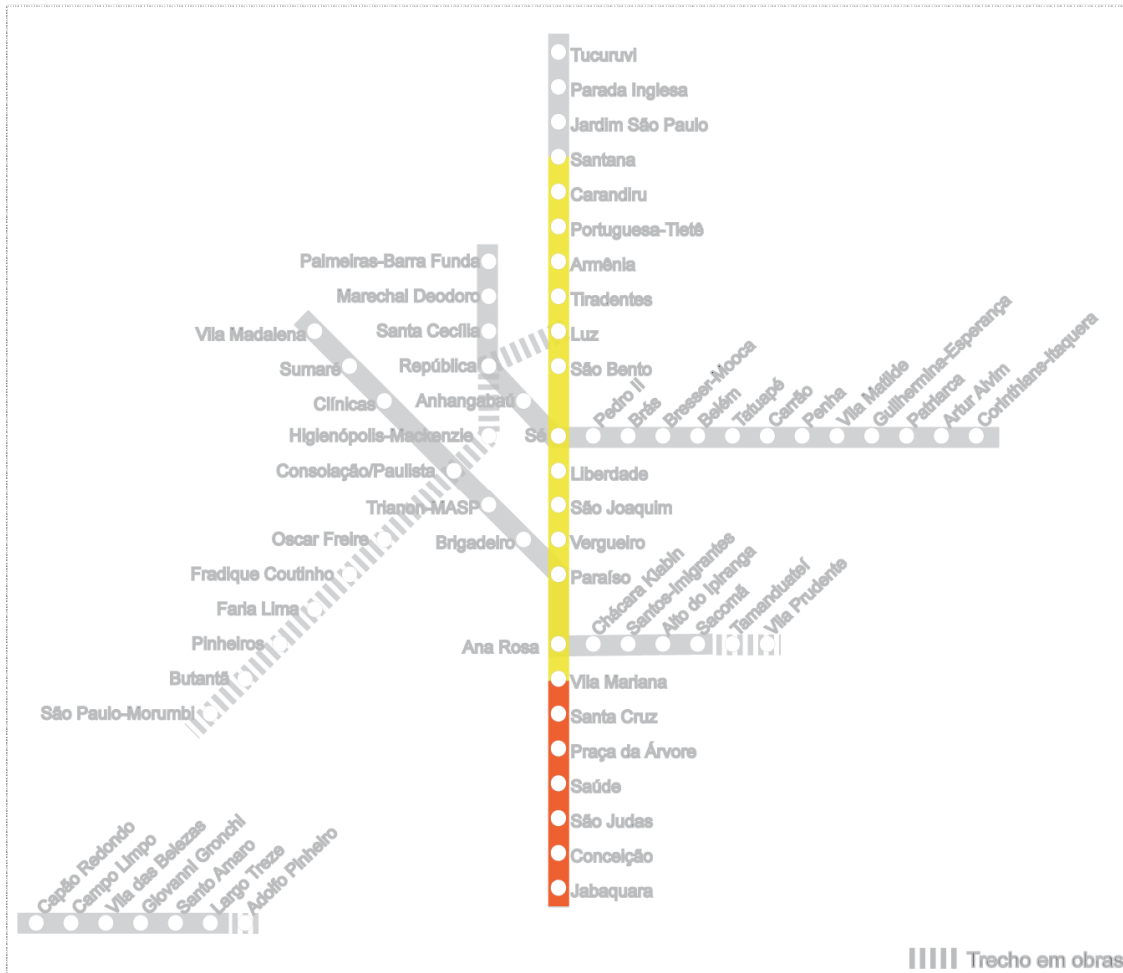 Tucuruvi
Parada Inglesa
Jardim São Paulo
Santana
Carandiru
Portuguesa-Tietê
Armênia
Tiradentes
Luz
São Bento
Sé
Liberdade
São Joaquim
Vergueiro
Paraíso
Ana Rosa
Vila Mariana
Santa Cruz
Praça da Árvore
Saúde
São Judas
Conceição
Jabaquara
Palmeiras-Barra Funda
Marechal Deodoro
Santa Cecília
República
Anhangabaú
Pedro II
Brás
Bresser-Mooca
Belém
Tatuapé
Carrão
Penha
Vila Matilde
Guilhermina-Esperança
Patriarca
Artur Alvim
Corinthians-Itaquera
Vila Madalena
Sumaré
Clínicas
Consolação/Paulista
Trianon-MASP
Brigadeiro
Chácara Klabin
Santos-Imigrantes
Alto do Ipiranga
Sacomã
Tamanduateí
Vila Prudente
Higienópolis-Mackenzie
Oscar Freire
Fradique Coutinho
Faria Lima
Pinheiros
Butantã
São Paulo-Morumbi
Capão Redondo
Campo Limpo
Vila das Belezas
Giovanni Gronchi
Santo Amaro
Largo Treze
Adolfo Pinheiro
Trecho em obras